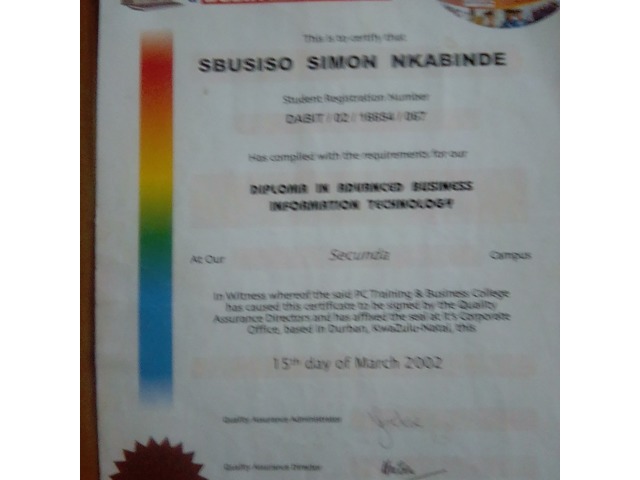 This is to certify that
SBUSISO SIMON NKABINDE
Student Registration Number
DABIT / 02 / 18654 / 067
Has complied with the requirements for our
DIPLOMA IN ADVANCED BUSINESS
INFORMATION TECHNOLOGY
At Our Secunda Campus
In Witness whereof the said PC Training & Business College
has caused this certificate to be signed by the Quality
Assurance Directors and has affixed the seal at it's Corporate
Office, based in Durban, KwaZulu-Natal, this
15th day of March 2002
Quality Assurance Administrator
Quality Assurance Director